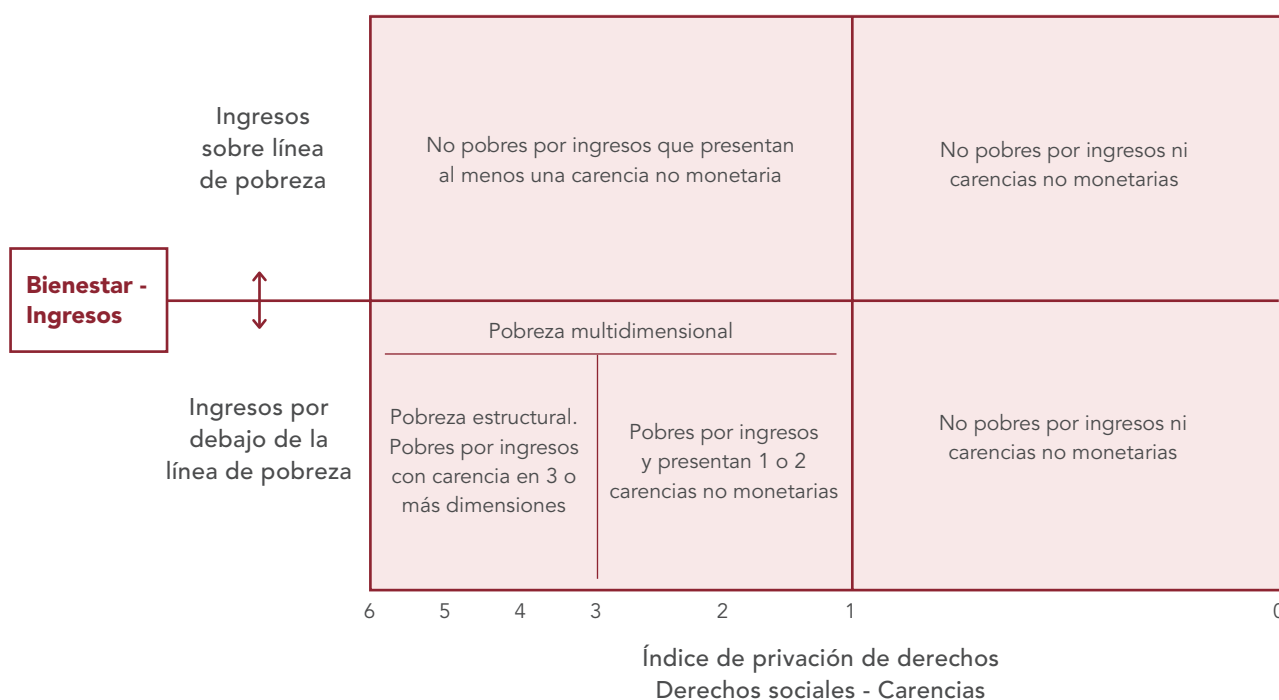 Ingresos
sobre línea
de pobreza
No pobres por ingresos que presentan
al menos una carencia no monetaria
No pobres por ingresos ni
carencias no monetarias
Bienestar -
Ingresos
Pobreza multidimensional
Ingresos por
debajo de la
línea de pobreza
Pobreza estructural.
Pobres por ingresos
con carencia en 3 o
más dimensiones
Pobres por ingresos
y presentan 1 o 2
carencias no monetarias
No pobres por ingresos ni
carencias no monetarias
6 5 4 3 2 1 0
Índice de privación de derechos
Derechos sociales - Carencias